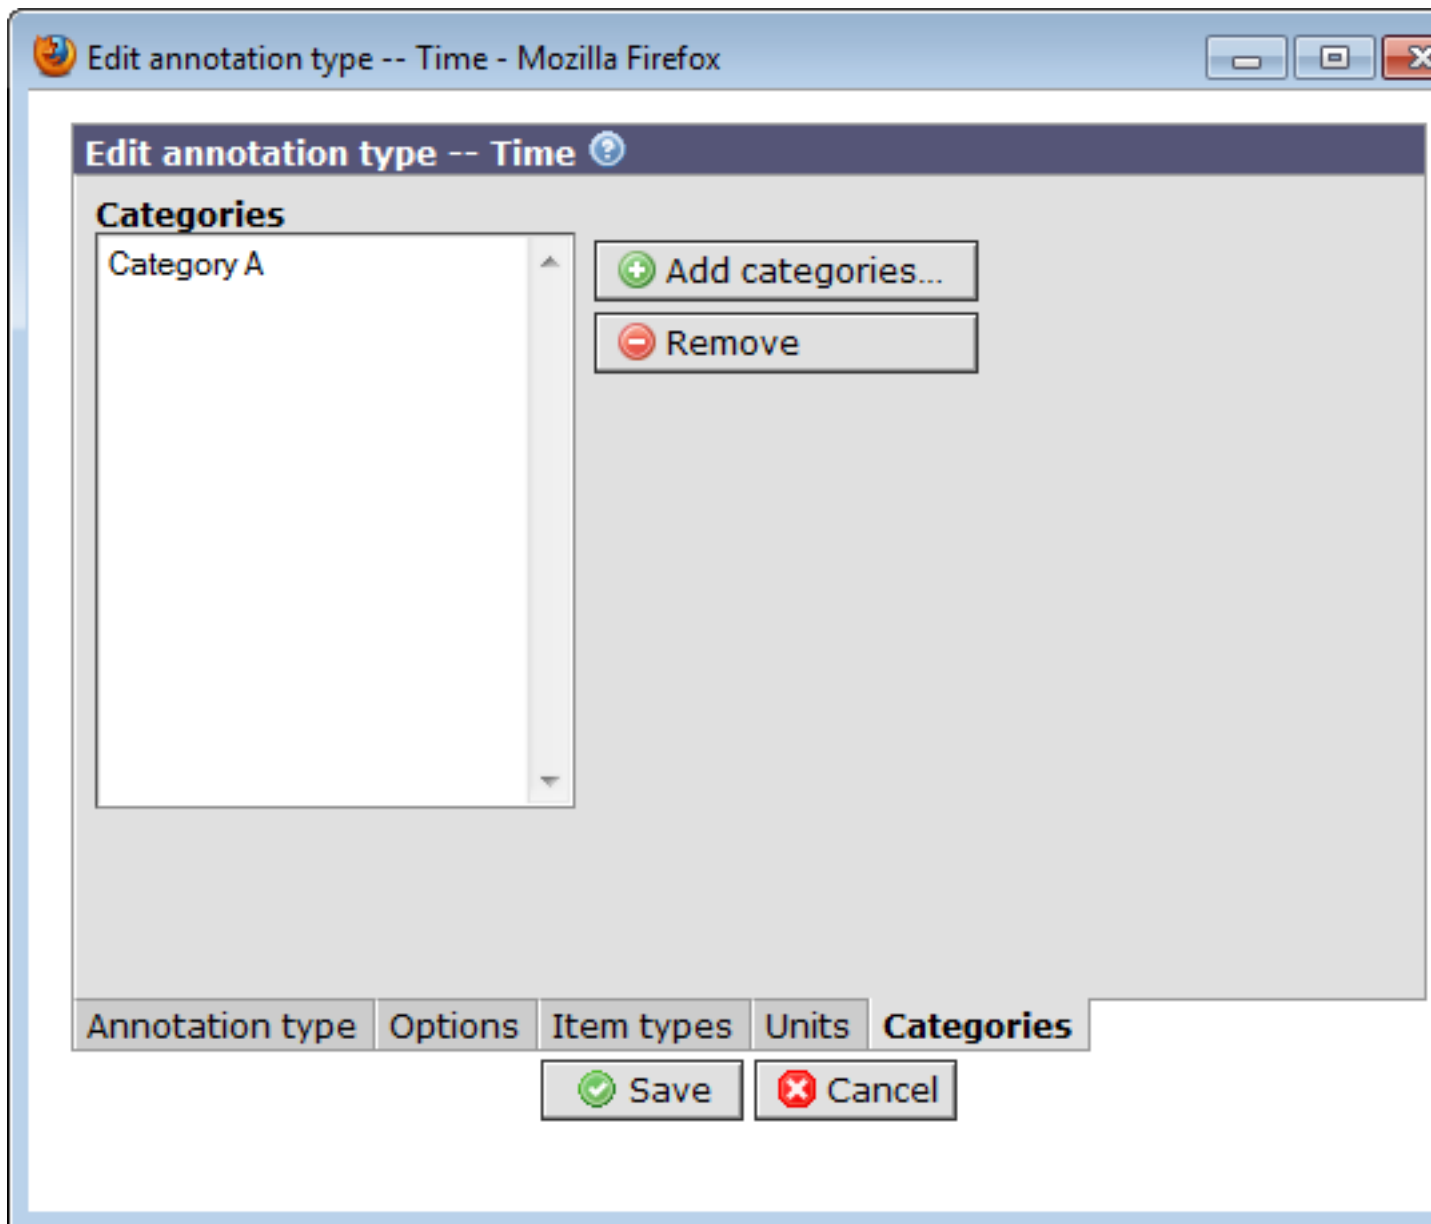 Edit annotation type -- Time - Mozilla Firefox
Edit annotation type -- Time
Categories
Category A
Add categories...
Remove
Annotation type Options Item types Units Categories
Save Cancel